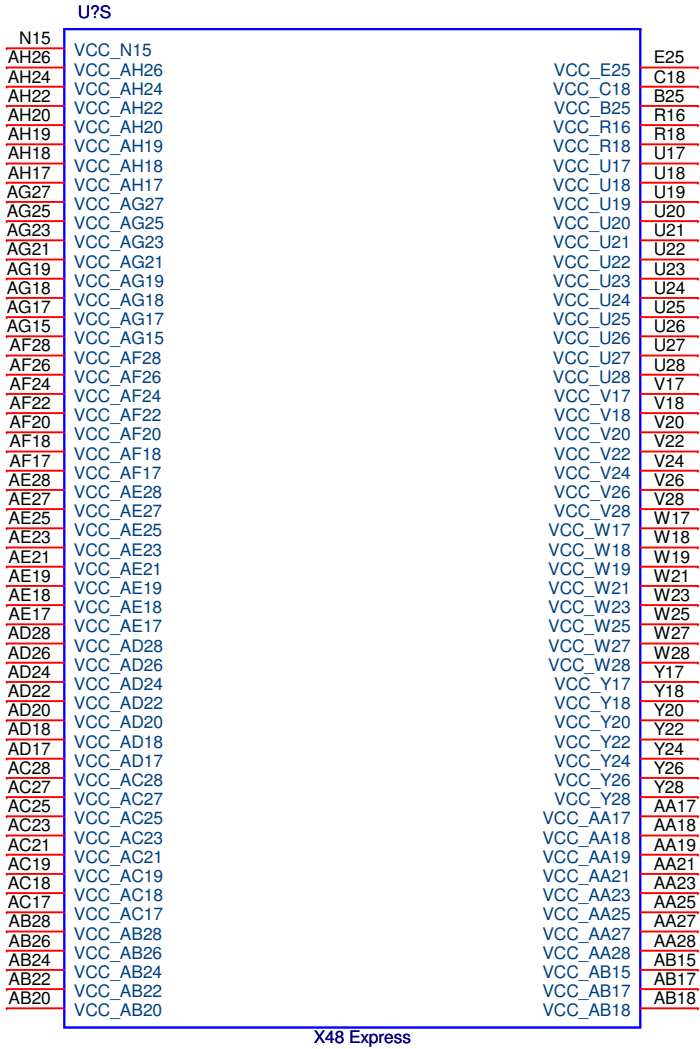 U?S
N15 VCC_N15
AH26 VCC_AH26 VCC_E25 E25
AH24 VCC_AH24 VCC_C18 C18
AH22 VCC_AH22 VCC_B25 B25
AH20 VCC_AH20 VCC_R16 R16
AH19 VCC_AH19 VCC_R18 R18
AH18 VCC_AH18 VCC_U17 U17
AH17 VCC_AH17 VCC_U18 U18
AG27 VCC_AG27 VCC_U19 U19
AG25 VCC_AG25 VCC_U20 U20
AG23 VCC_AG23 VCC_U21 U21
AG21 VCC_AG21 VCC_U22 U22
AG19 VCC_AG19 VCC_U23 U23
AG18 VCC_AG18 VCC_U24 U24
AG17 VCC_AG17 VCC_U25 U25
AG15 VCC_AG15 VCC_U26 U26
AF28 VCC_AF28 VCC_U27 U27
AF26 VCC_AF26 VCC_U28 U28
AF24 VCC_AF24 VCC_V17 V17
AF22 VCC_AF22 VCC_V18 V18
AF20 VCC_AF20 VCC_V20 V20
AF18 VCC_AF18 VCC_V22 V22
AF17 VCC_AF17 VCC_V24 V24
AE28 VCC_AE28 VCC_V26 V26
AE27 VCC_AE27 VCC_V28 V28
AE25 VCC_AE25 VCC_W17 W17
AE23 VCC_AE23 VCC_W18 W18
AE21 VCC_AE21 VCC_W19 W19
AE19 VCC_AE19 VCC_W21 W21
AE18 VCC_AE18 VCC_W23 W23
AE17 VCC_AE17 VCC_W25 W25
AD28 VCC_AD28 VCC_W27 W27
AD26 VCC_AD26 VCC_W28 W28
AD24 VCC_AD24 VCC_Y17 Y17
AD22 VCC_AD22 VCC_Y18 Y18
AD20 VCC_AD20 VCC_Y20 Y20
AD18 VCC_AD18 VCC_Y22 Y22
AD17 VCC_AD17 VCC_Y24 Y24
AC28 VCC_AC28 VCC_Y26 Y26
AC27 VCC_AC27 VCC_Y28 Y28
AC25 VCC_AC25 VCC_AA17 AA17
AC23 VCC_AC23 VCC_AA18 AA18
AC21 VCC_AC21 VCC_AA19 AA19
AC19 VCC_AC19 VCC_AA21 AA21
AC18 VCC_AC18 VCC_AA23 AA23
AC17 VCC_AC17 VCC_AA25 AA25
AB28 VCC_AB28 VCC_AA27 AA27
AB26 VCC_AB26 VCC_AA28 AA28
AB24 VCC_AB24 VCC_AB15 AB15
AB22 VCC_AB22 VCC_AB17 AB17
AB20 VCC_AB20 VCC_AB18 AB18
X48 Express